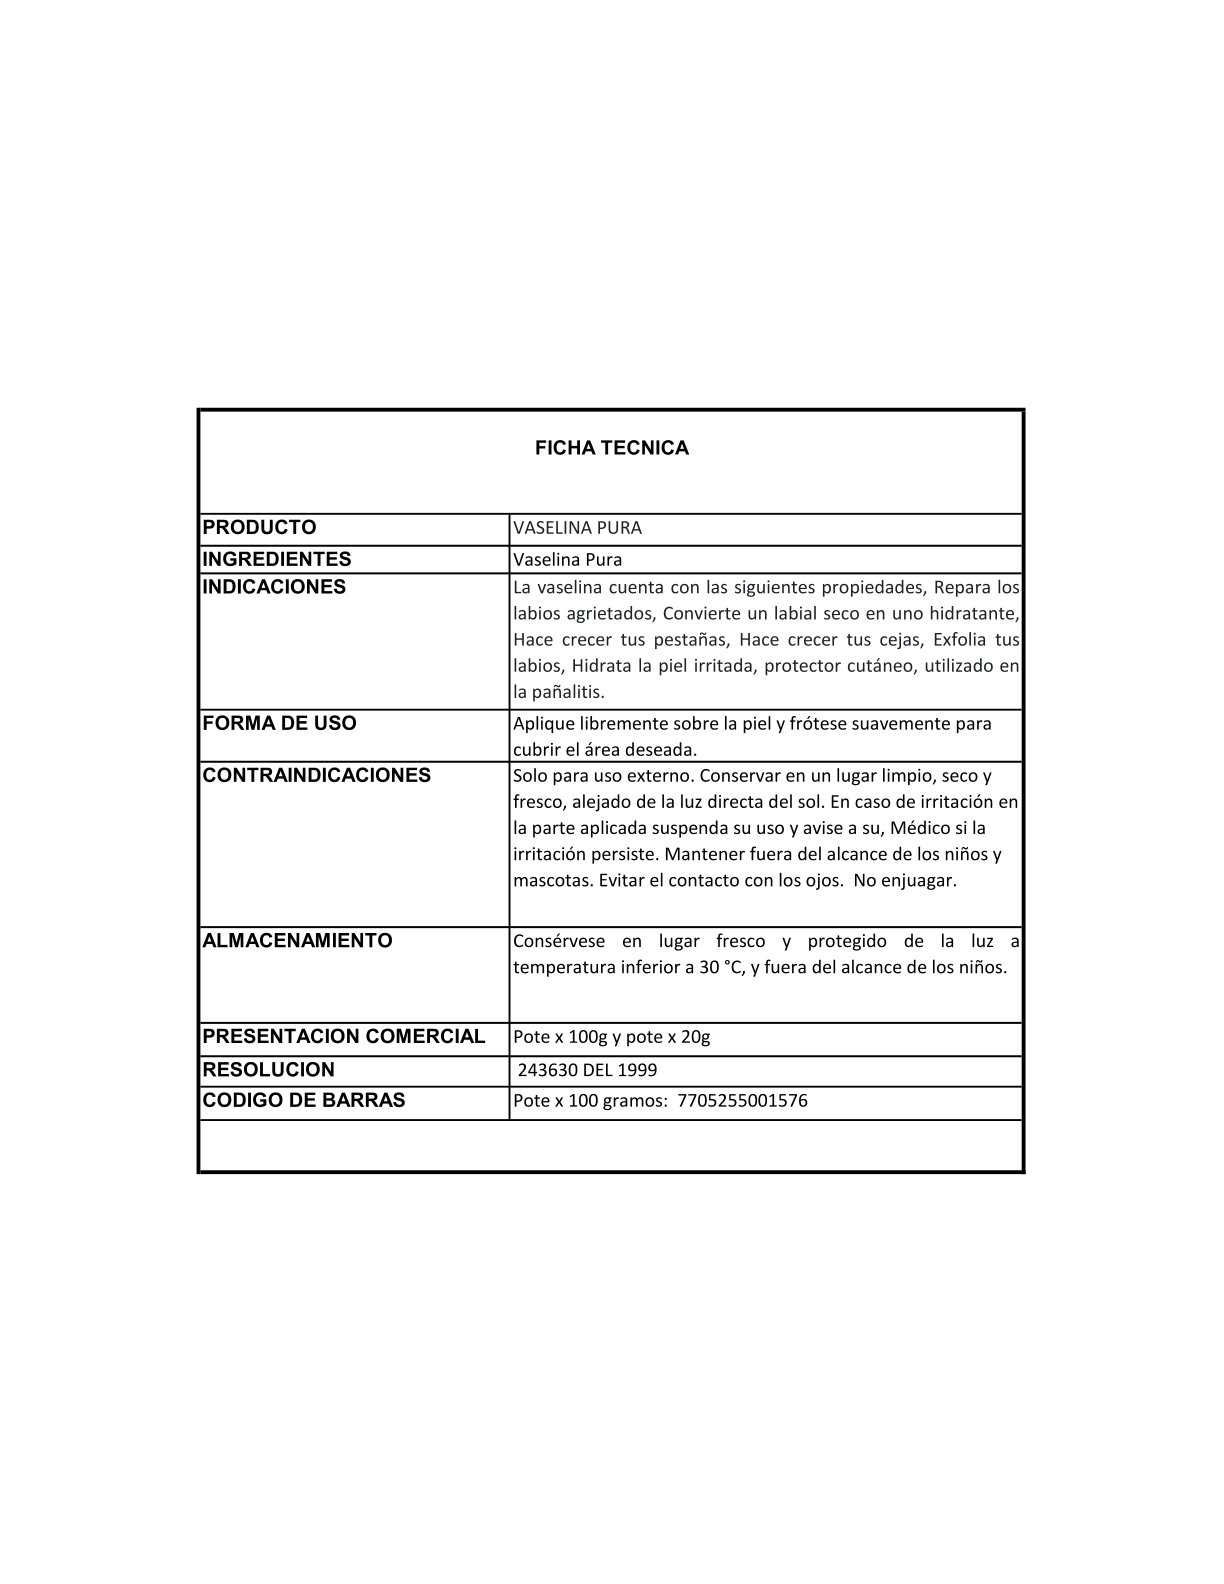 FICHA TECNICA
PRODUCTO VASELINA PURA
INGREDIENTES Vaselina Pura
INDICACIONES La vaselina cuenta con las siguientes propiedades, Repara los
labios agrietados, Convierte un labial seco en uno hidratante,
Hace crecer tus pestañas, Hace crecer tus cejas, Exfolia tus
labios, Hidrata la piel irritada, protector cutáneo, utilizado en
la pañalitis.
FORMA DE USO Aplique libremente sobre la piel y frótese suavemente para
cubrir el área deseada.
CONTRAINDICACIONES Solo para uso externo. Conservar en un lugar limpio, seco y
fresco, alejado de la luz directa del sol. En caso de irritación en
la parte aplicada suspenda su uso y avise a su, Médico si la
irritación persiste. Mantener fuera del alcance de los niños y
mascotas. Evitar el contacto con los ojos.  No enjuagar.
ALMACENAMIENTO Consérvese en lugar fresco y protegido de la luz a
temperatura inferior a 30 °C, y fuera del alcance de los niños.
PRESENTACION COMERCIAL Pote x 100g y pote x 20g
RESOLUCION 243630 DEL 1999
CODIGO DE BARRAS Pote x 100 gramos:  7705255001576